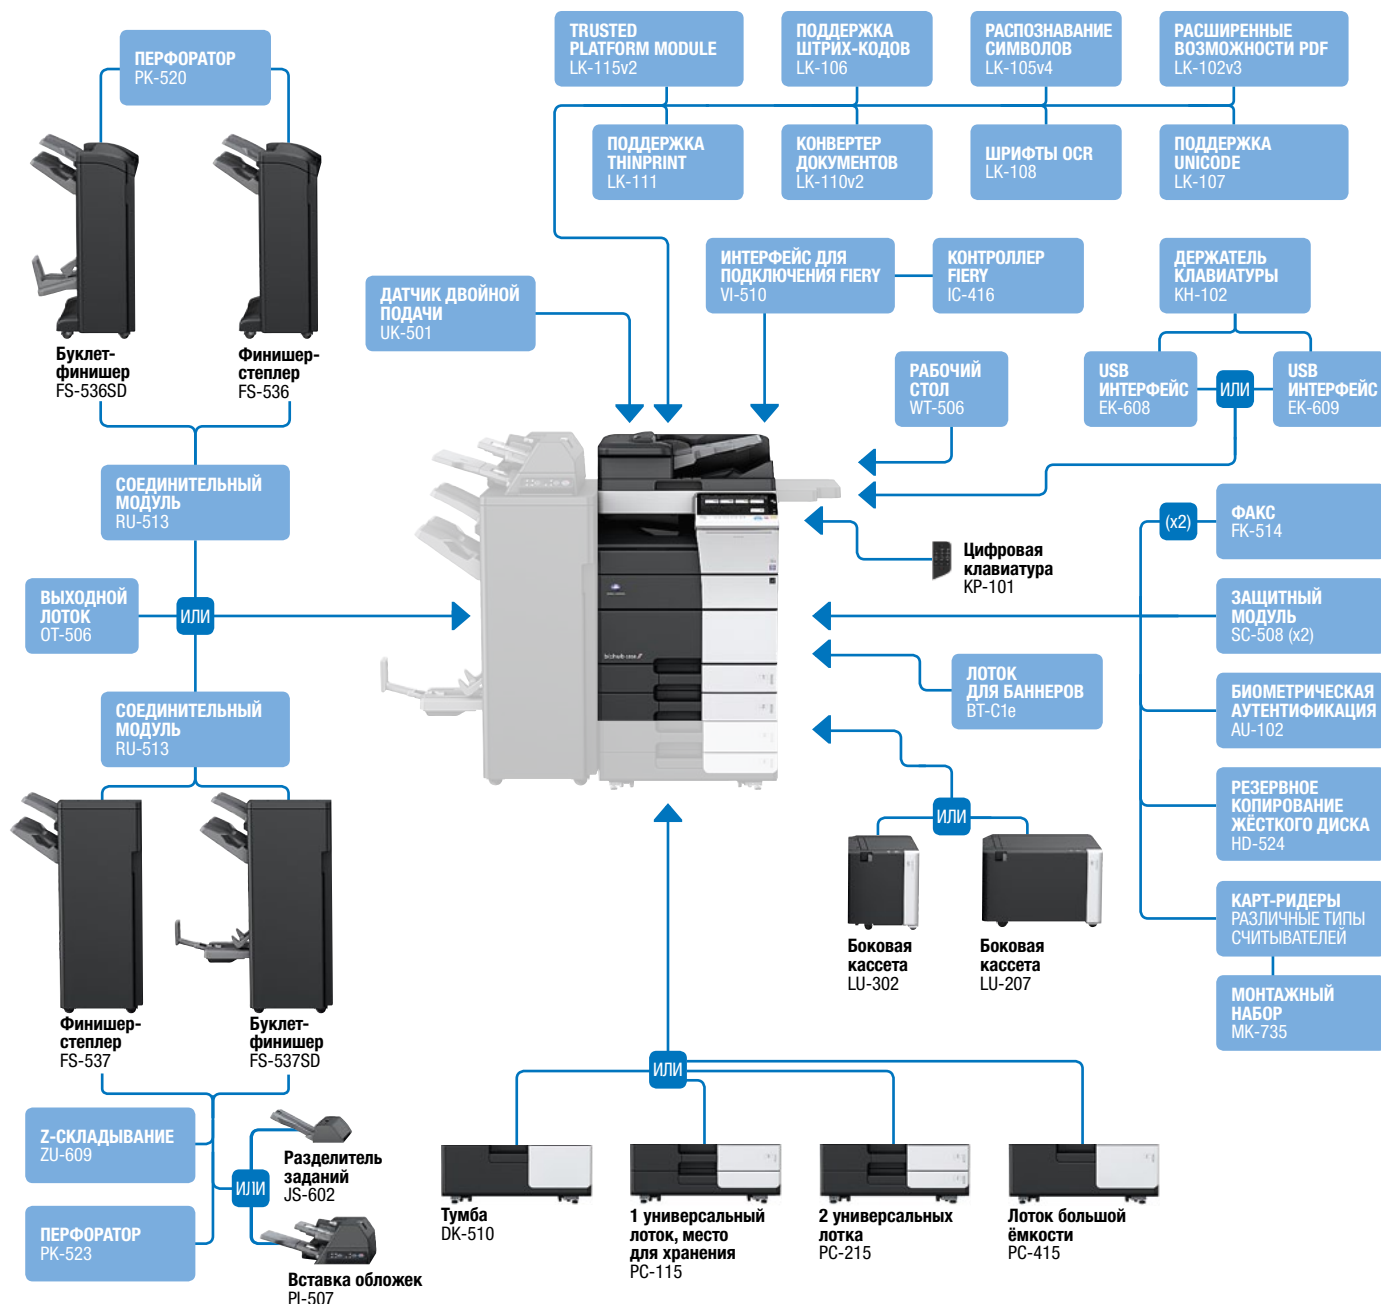 ПЕРФОРАТОР
PK-520
TRUSTED
PLATFORM MODULE
LK-115v2
ПОДДЕРЖКА
ШТРИХ-КОДОВ
LK-106
РАСПОЗНАВАНИЕ
СИМВОЛОВ
LK-105v4
РАСШИРЕННЫЕ
ВОЗМОЖНОСТИ PDF
LK-102v3
ПОДДЕРЖКА
THINPRINT
LK-111
КОНВЕРТЕР
ДОКУМЕНТОВ
LK-110v2
ШРИФТЫ OCR
LK-108
ПОДДЕРЖКА
UNICODE
LK-107
ИНТЕРФЕЙС ДЛЯ
ПОДКЛЮЧЕНИЯ FIERY
VI-510
КОНТРОЛЛЕР
FIERY
IC-416
ДЕРЖАТЕЛЬ
КЛАВИАТУРЫ
KH-102
ДАТЧИК ДВОЙНОЙ
ПОДАЧИ
UK-501
Буклет-
финишер
FS-536SD
Финишер-
степлер
FS-536
РАБОЧИЙ
СТОЛ
WT-506
USB
ИНТЕРФЕЙС
EK-608
ИЛИ
USB
ИНТЕРФЕЙС
EK-609
СОЕДИНИТЕЛЬНЫЙ
МОДУЛЬ
RU-513
Цифровая
клавиатура
KP-101
(x2)
ФАКС
FK-514
ВЫХОДНОЙ
ЛОТОК
OT-506
ИЛИ
ЗАЩИТНЫЙ
МОДУЛЬ
SC-508 (x2)
ЛОТОК
ДЛЯ БАННЕРОВ
BT-C1e
БИОМЕТРИЧЕСКАЯ
АУТЕНТИФИКАЦИЯ
AU-102
СОЕДИНИТЕЛЬНЫЙ
МОДУЛЬ
RU-513
РЕЗЕРВНОЕ
КОПИРОВАНИЕ
ЖЁСТКОГО ДИСКА
HD-524
ИЛИ
Боковая
кассета
LU-302
Боковая
кассета
LU-207
КАРТ-РИДЕРЫ
РАЗЛИЧНЫЕ ТИПЫ
СЧИТЫВАТЕЛЕЙ
МОНТАЖНЫЙ
НАБОР
MK-735
Финишер-
степлер
FS-537
Буклет-
финишер
FS-537SD
ИЛИ
Z-СКЛАДЫВАНИЕ
ZU-609
ИЛИ
Разделитель
заданий
JS-602
ПЕРФОРАТОР
PK-523
Вставка обложек
PI-507
Тумба
DK-510
1 универсальный
лоток, место
для хранения
PC-115
2 универсальных
лотка
PC-215
Лоток большой
ёмкости
PC-415